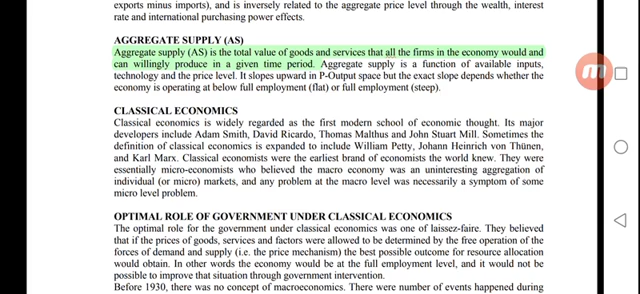 exports minus imports), and is inversely related to the aggregate price level through the wealth, interest
rate and international purchasing power effects.
AGGREGATE SUPPLY (AS)
Aggregate supply (AS) is the total value of goods and services that all the firms in the economy would and
can willingly produce in a given time period. Aggregate supply is a function of available inputs,
technology and the price level. It slopes upward in P-Output space but the exact slope depends whether the
economy is operating at below full employment (flat) or full employment (steep).
CLASSICAL ECONOMICS
Classical economics is widely regarded as the first modern school of economic thought. Its major
developers include Adam Smith, David Ricardo, Thomas Malthus and John Stuart Mill. Sometimes the
definition of classical economics is expanded to include William Petty, Johann Heinrich von Thünen,
and Karl Marx. Classical economists were the earliest brand of economists the world knew. They were
essentially micro-economists who believed the macro economy was an uninteresting aggregation of
individual (or micro) markets, and any problem at the macro level was necessarily a symptom of some
micro level problem.
OPTIMAL ROLE OF GOVERNMENT UNDER CLASSICAL ECONOMICS
The optimal role for the government under classical economics was one of laissez-faire. They believed
that if the prices of goods, services and factors were allowed to be determined by the free operation of the
forces of demand and supply (i.e. the price mechanism) the best possible outcome for resource allocation
would obtain. In other words the economy would be at the full employment level, and it would not be
possible to improve that situation through government intervention.
Before 1930, there was no concept of macroeconomics. There were number of events happened during